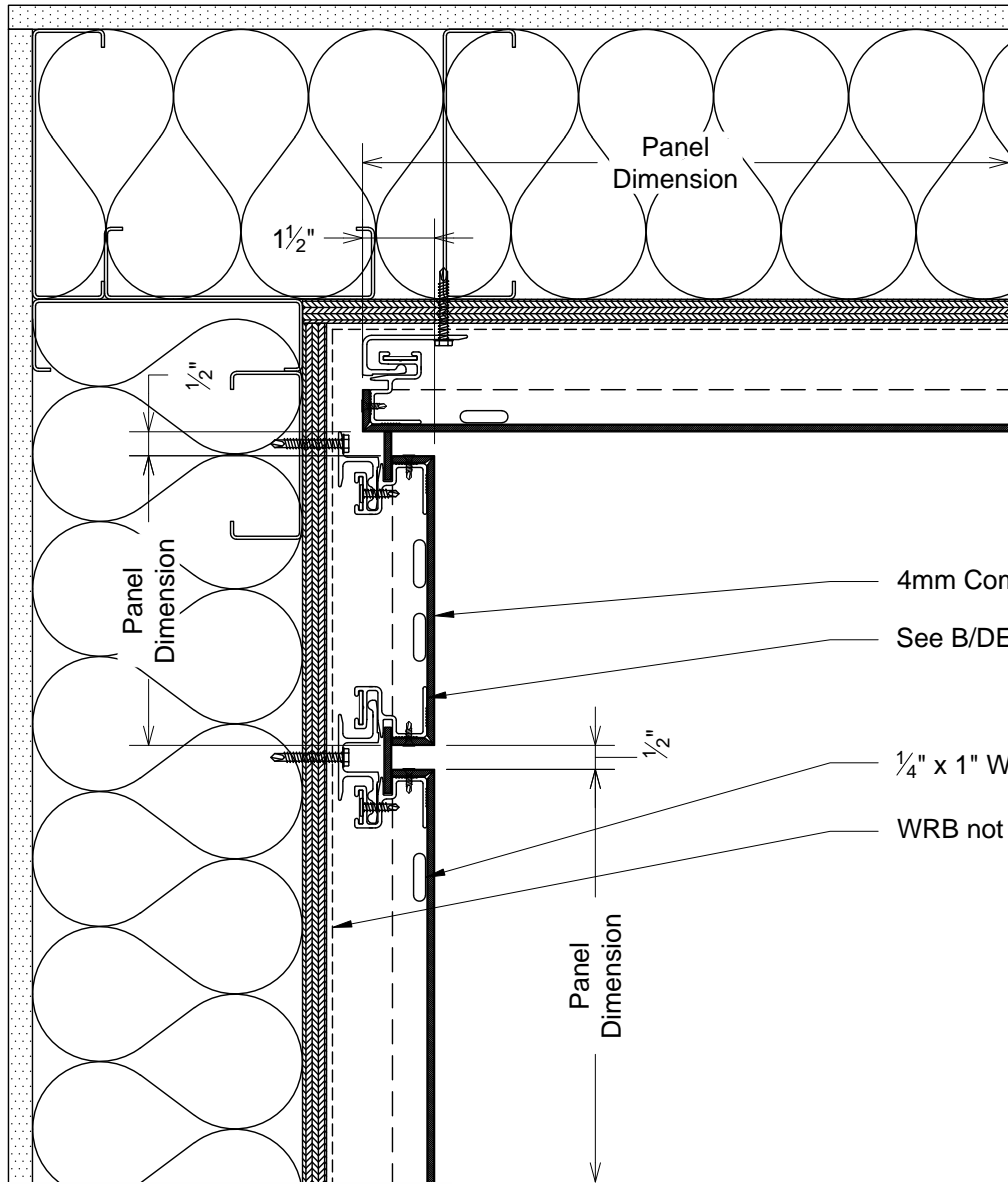 Panel
Dimension
1½"
½"
Panel
Dimension
4mm Con
See B/DE
½"
¼" x 1" W
WRB not
Panel
Dimension